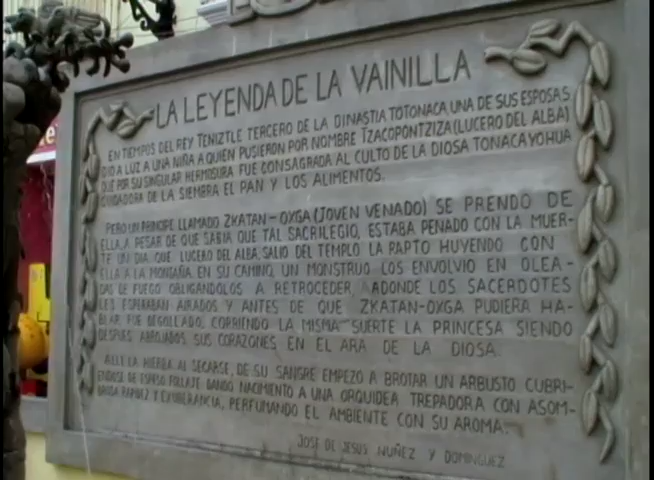 LA LEYENDA DE LA VAINILLA
EN TIEMPOS DEL REY TENIZTLE TERCERO DE LA DINASTIA TOTONACA UNA DE SUS ESPOSAS
DIO A LUZ A UNA NIÑA A QUIEN PUSIERON POR NOMBRE TZACOPONTZIZA (LUCERO DEL ALBA)
QUE POR SU SINGULAR HERMOSURA FUE CONSAGRADA AL CULTO DE LA DIOSA TONACAYOHUA
CUIDADORA DE LA SIEMBRA EL PAN Y LOS ALIMENTOS.
PERO UN PRINCIPE LLAMADO ZKATAN-OXGA (JOVEN VENADO) SE PRENDO DE
ELLA, A PESAR DE QUE SABIA QUE TAL SACRILEGIO, ESTABA PENADO CON LA MUER-
TE UN DIA, QUE LUCERO DEL ALBA, SALIO DEL TEMPLO LA RAPTO HUYENDO CON
ELLA A LA MONTAÑA, EN SU CAMINO, UN MONSTRUO LOS ENVOLVIO EN OLEA-
DAS DE FUEGO OBLIGANDOLOS A RETROCEDER, ADONDE LOS SACERDOTES
LES ESPERABAN AIRADOS Y ANTES DE QUE ZKATAN-OXGA PUDIERA HA-
BLAR FUE DEGOLLADO, CORRIENDO LA MISMA SUERTE LA PRINCESA SIENDO
DESPUES ARROJADOS SUS CORAZONES EN EL ARA DE LA DIOSA.
ALLI LA HIERBA AL SECARSE, DE SU SANGRE EMPEZO A BROTAR UN ARBUSTO CUBRI-
ENDOSE DE ESPESO FOLLAJE DANDO NACIMIENTO A UNA ORQUIDEA TREPADORA CON ASOM-
BROSA RAPIDEZ Y EXUBERANCIA, PERFUMANDO EL AMBIENTE CON SU AROMA.
JOSE DE JESUS NUÑEZ Y DOMINGUEZ